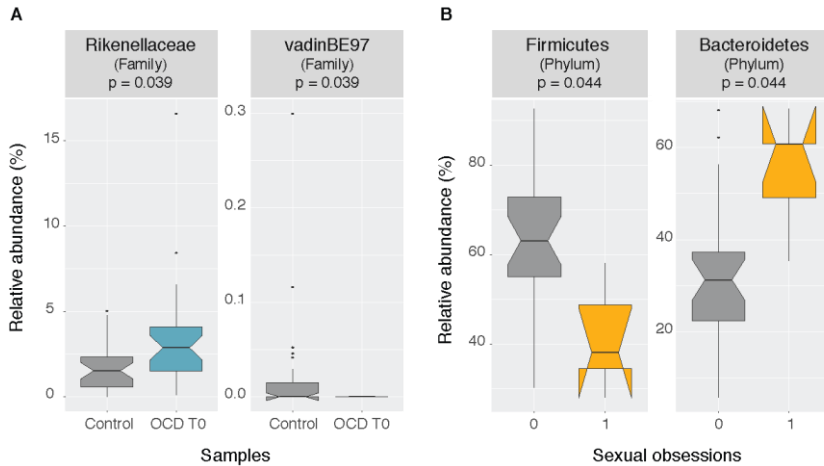 A
Rikenellaceae
(Family)
p = 0.039
vadinBE97
(Family)
p = 0.039
Relative abundance (%)
15
10
5
0
0.3
0.2
0.1
0.0
Control
OCD T0
Control
OCD T0
Samples
B
Firmicutes
(Phylum)
p = 0.044
Bacteroidetes
(Phylum)
p = 0.044
Relative abundance (%)
80
60
40
60
40
20
0
1
0
1
Sexual obsessions